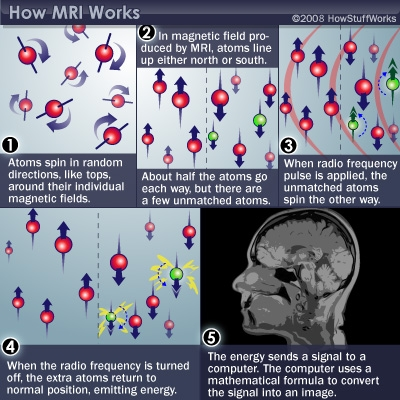 How MRI Works
©2008 HowStuffWorks
1
Atoms spin in random
directions, like tops,
around their individual
magnetic fields.
2
In magnetic field pro-
duced by MRI, atoms line
up either north or south.
About half the atoms go
each way, but there are
a few unmatched atoms.
3
When radio frequency
pulse is applied, the
unmatched atoms
spin the other way.
4
When the radio frequency is turned
off, the extra atoms return to
normal position, emitting energy.
5
The energy sends a signal to a
computer. The computer uses a
mathematical formula to convert
the signal into an image.